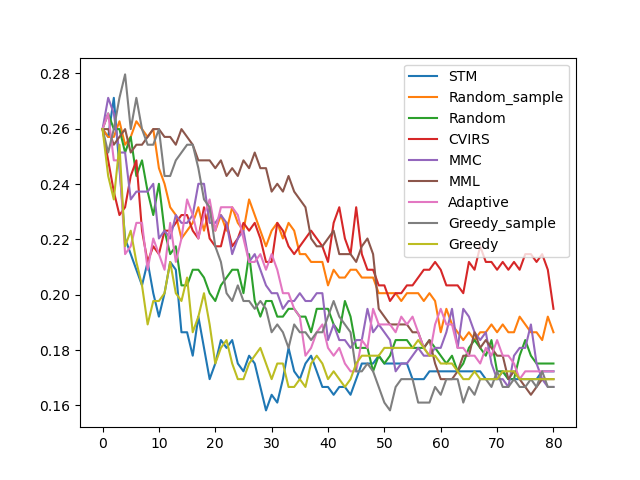 0.28
0.26
0.24
0.22
0.20
0.18
0.16
0 10 20 30 40 50 60 70 80
STM
Random_sample
Random
CVIRS
MMC
MML
Adaptive
Greedy_sample
Greedy